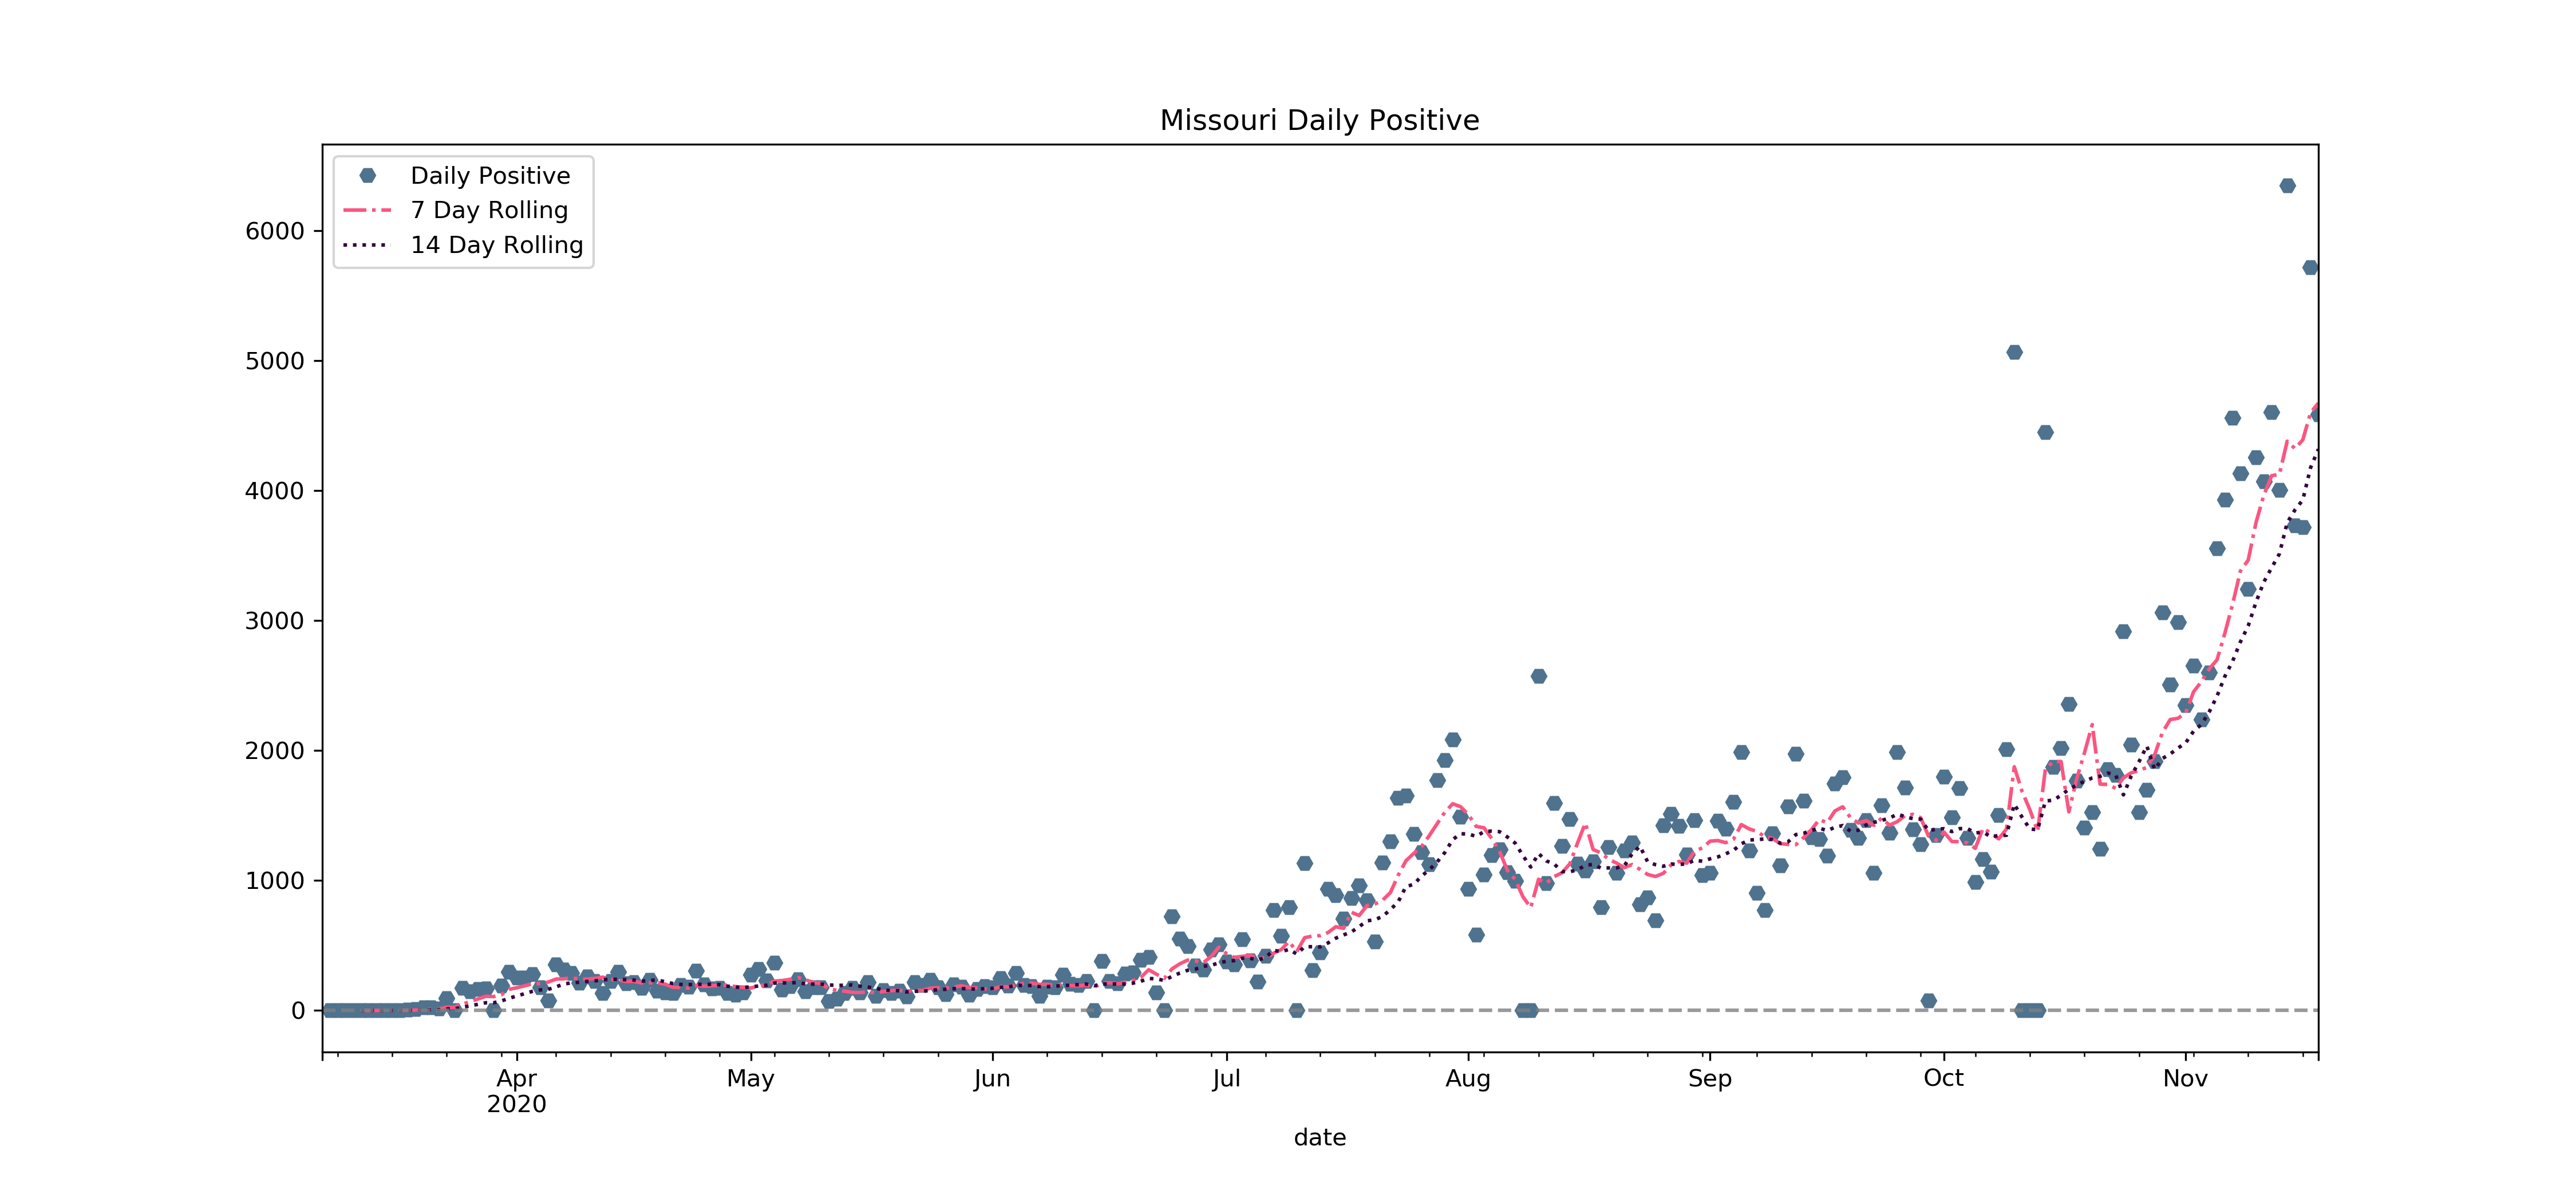 Missouri Daily Positive
Daily Positive
7 Day Rolling
14 Day Rolling
6000
5000
4000
3000
2000
1000
0
Apr May Jun Jul Aug Sep Oct Nov
2020
date